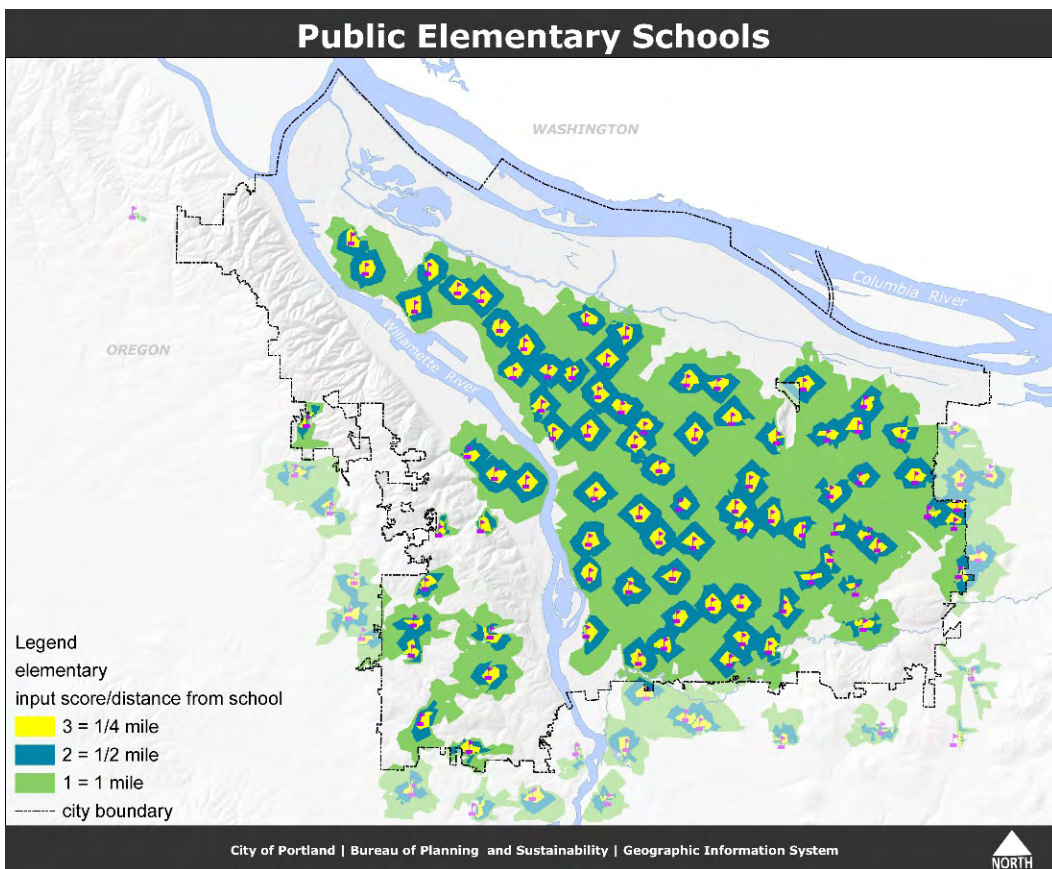 Public Elementary Schools
WASHINGTON
Columbia River
OREGON
Willamette River
Legend
elementary
input score/distance from school
3 = 1/4 mile
2 = 1/2 mile
1 = 1 mile
city boundary
City of Portland | Bureau of Planning and Sustainability | Geographic Information System
NORTH